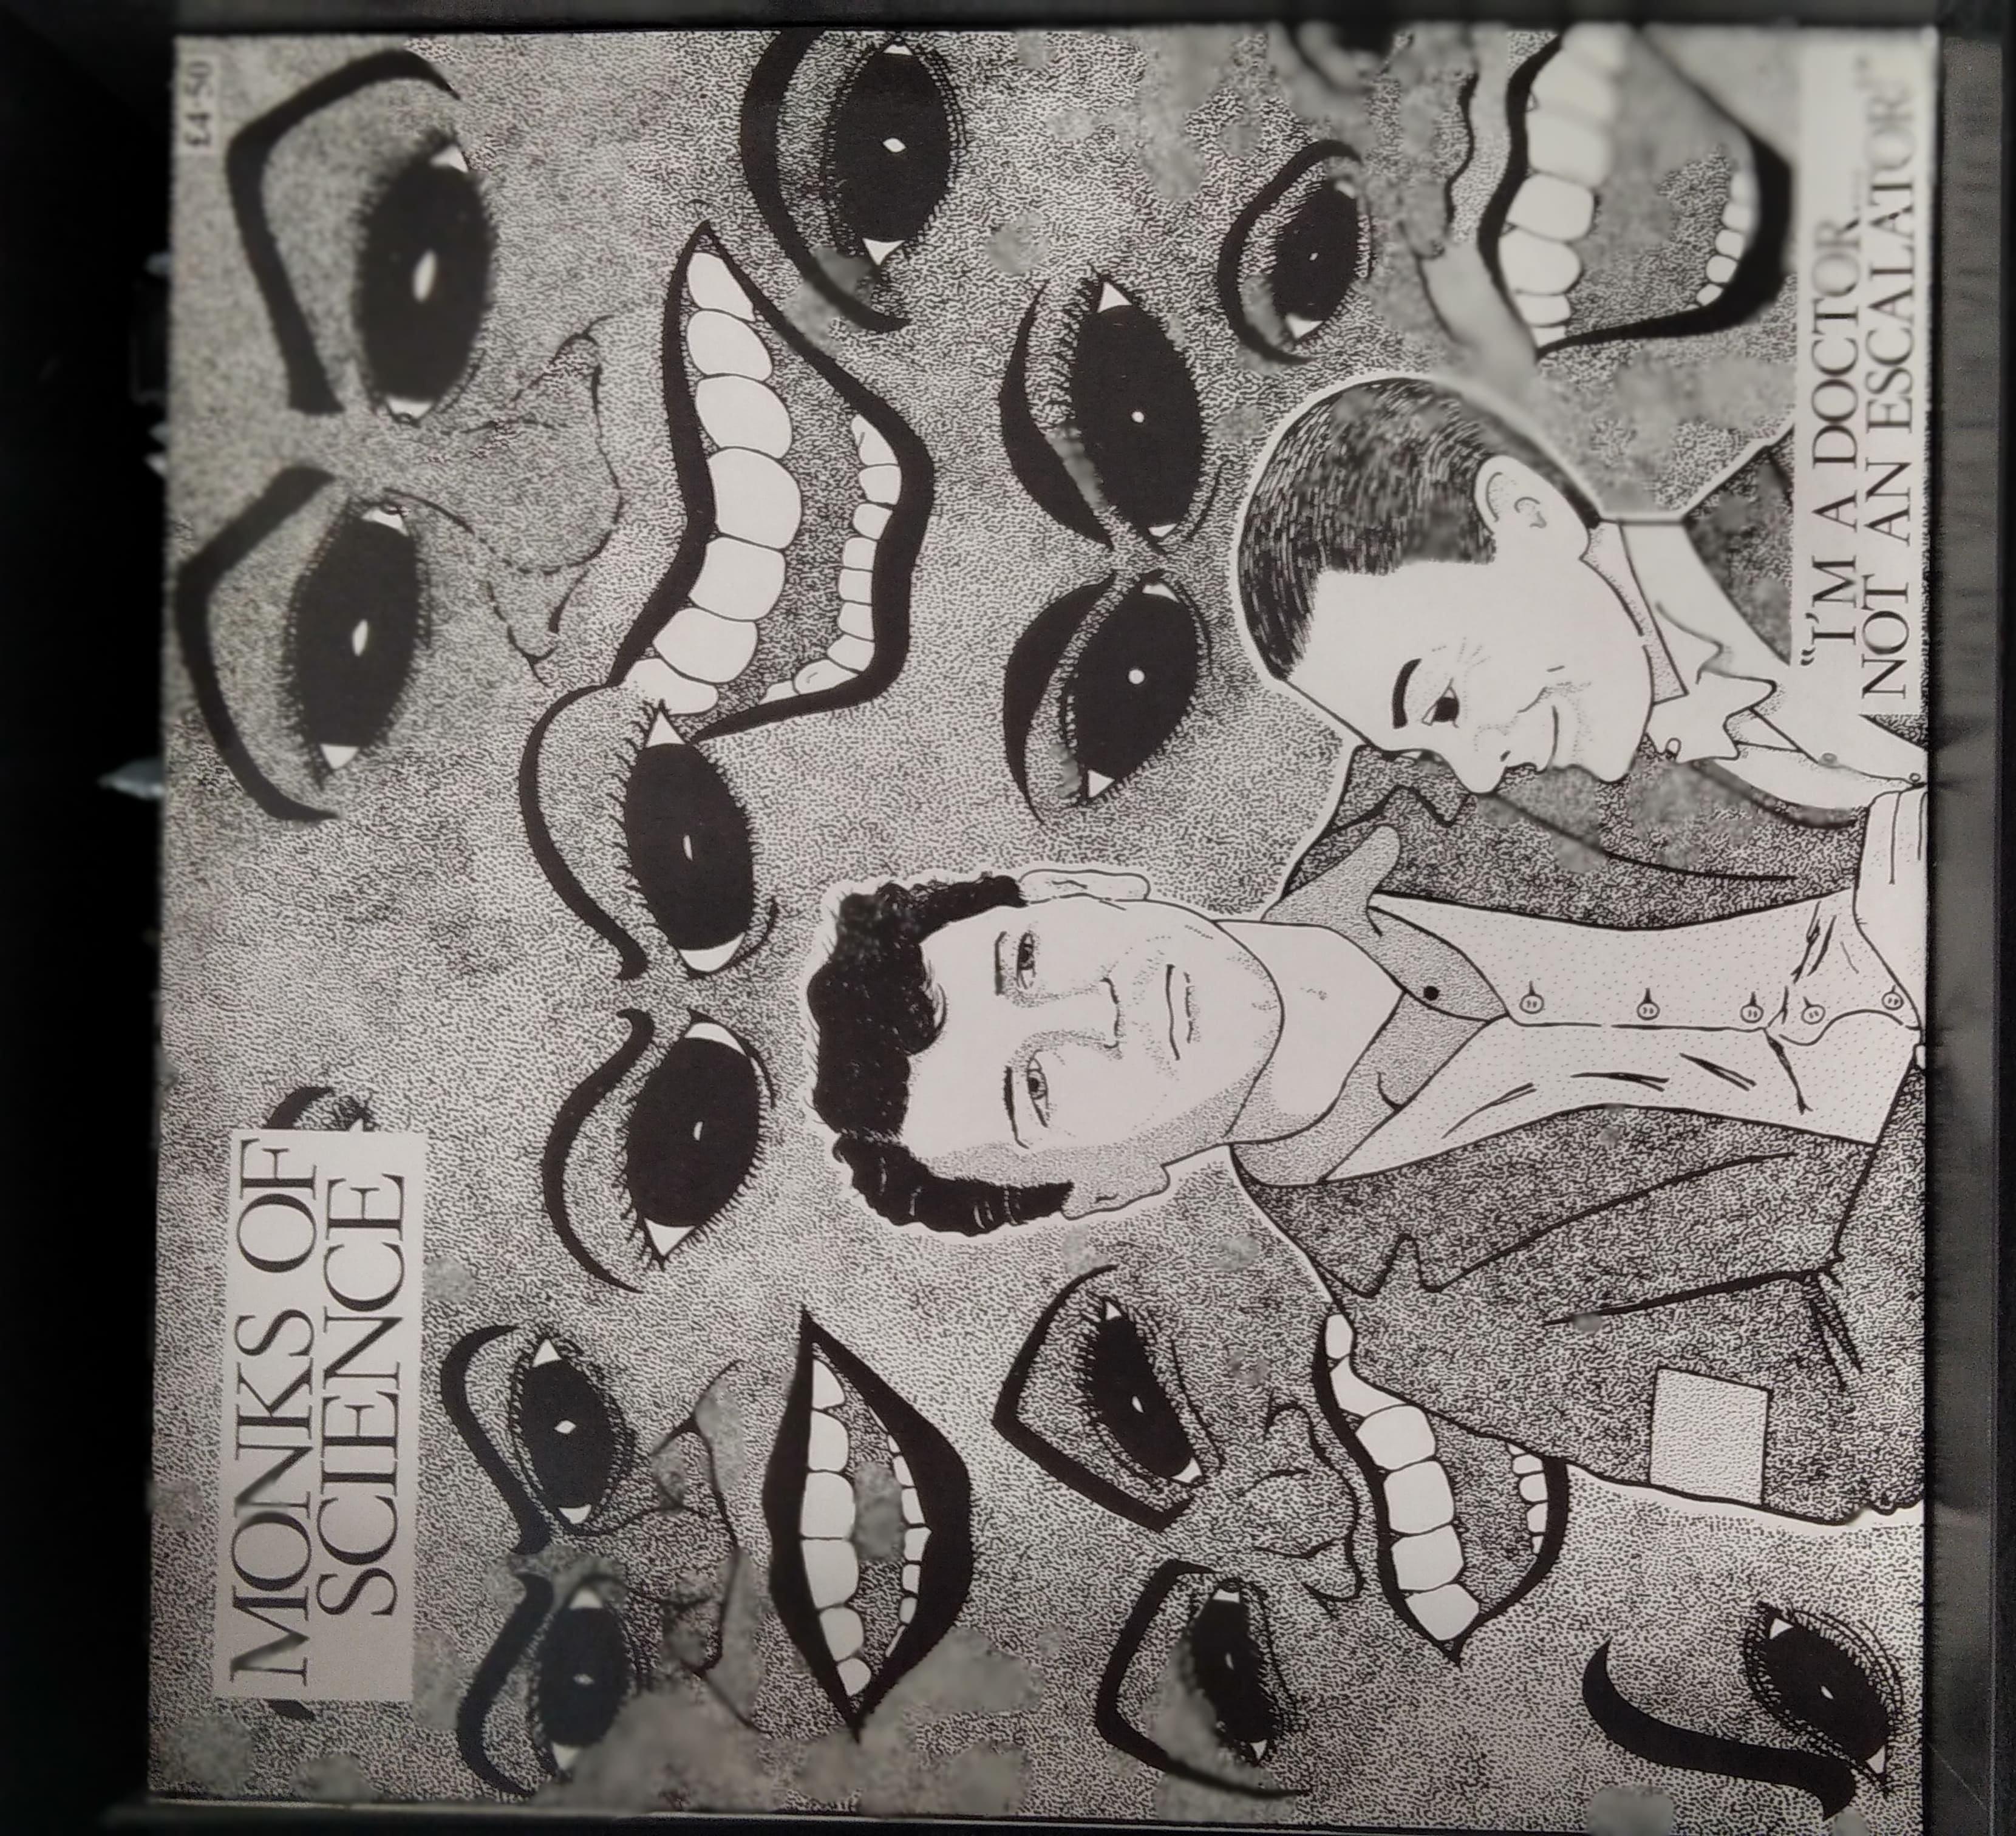 MONKS OF
SCIENCE
£4·50
"I'M A DOCTOR...
NOT AN ESCALATOR!"